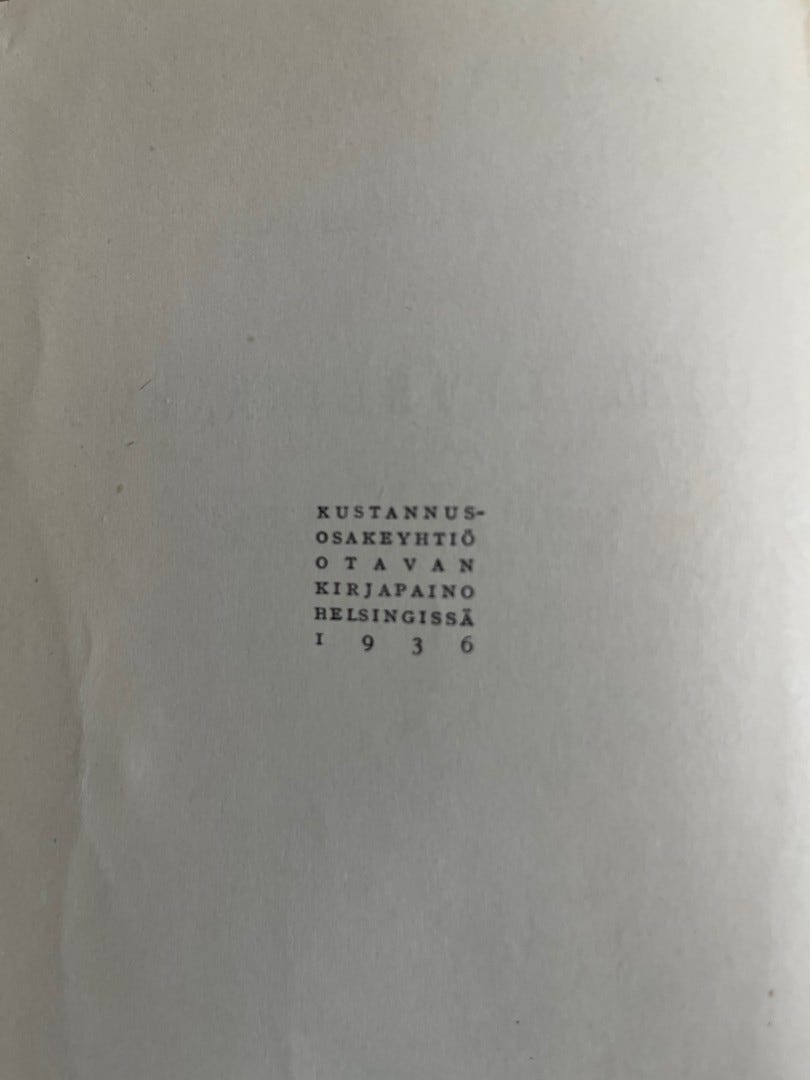 KUSTANNUS-
OSAKEYHTIÖ
OTAVAN
KIRJAPAINO
HELSINGISSÄ
1936